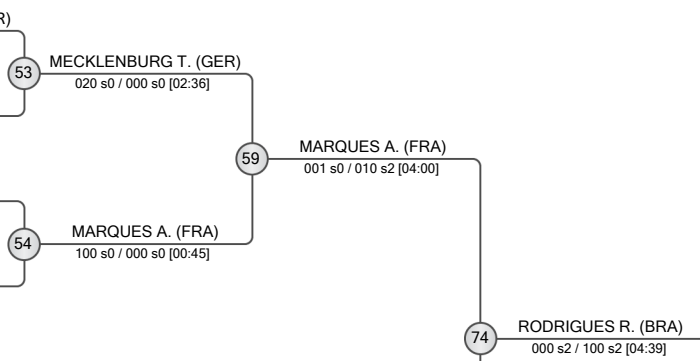 R)
53
MECKLENBURG T. (GER)
020 s0 / 000 s0 [02:36]
59
MARQUES A. (FRA)
001 s0 / 010 s2 [04:00]
54
MARQUES A. (FRA)
100 s0 / 000 s0 [00:45]
74
RODRIGUES R. (BRA)
000 s2 / 100 s2 [04:39]